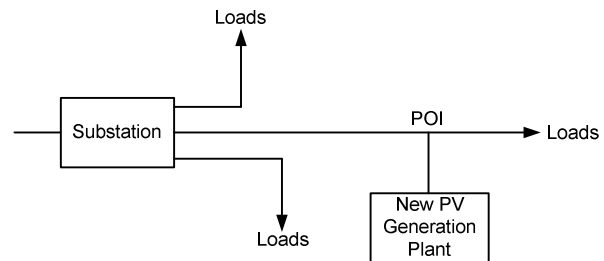 Loads
POI
Substation
Loads
New PV
Generation
Plant
Loads